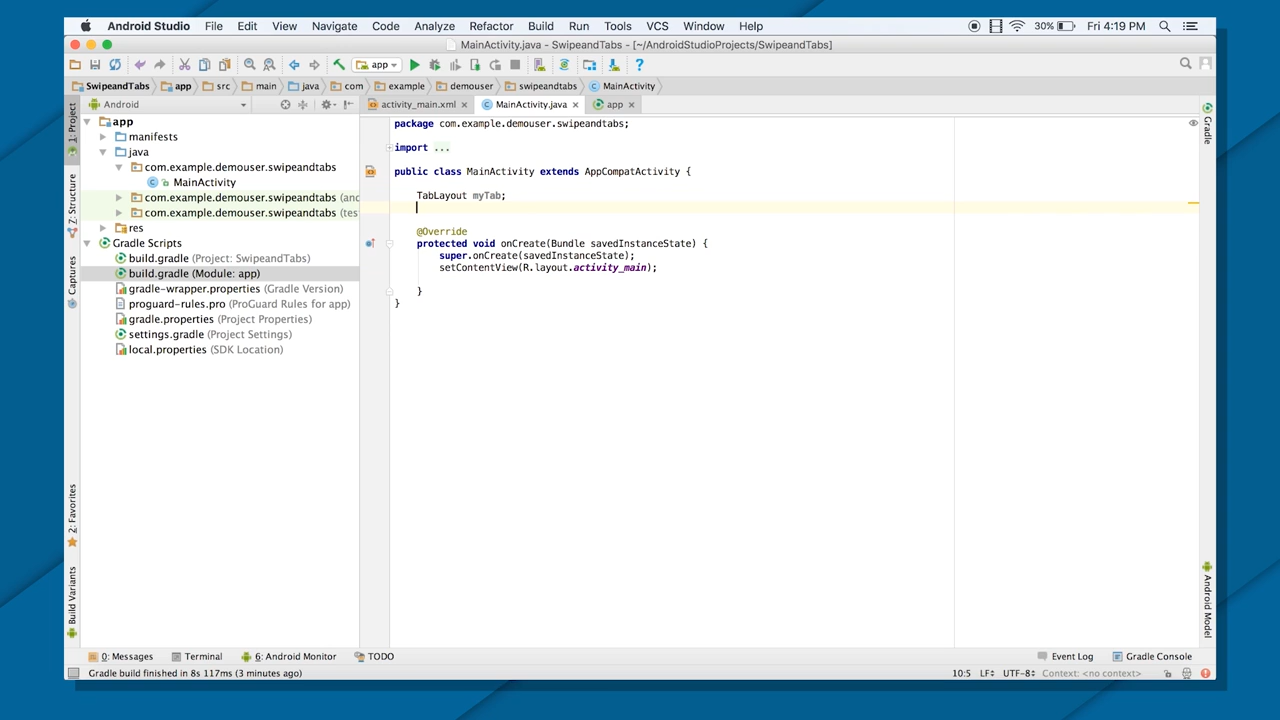 Android Studio File Edit View Navigate Code Analyze Refactor Build Run Tools VCS Window Help 30% Fri 4:19 PM
MainActivity.java - SwipeandTabs - [~/AndroidStudioProjects/SwipeandTabs]
app
SwipeandTabs app src main java com example demouser swipeandtabs MainActivity
1: Project
Z: Structure
Captures
2: Favorites
Build Variants
Android
app
manifests
java
com.example.demouser.swipeandtabs
MainActivity
com.example.demouser.swipeandtabs (anc
com.example.demouser.swipeandtabs (tes
res
Gradle Scripts
build.gradle (Project: SwipeandTabs)
build.gradle (Module: app)
gradle-wrapper.properties (Gradle Version)
proguard-rules.pro (ProGuard Rules for app)
gradle.properties (Project Properties)
settings.gradle (Project Settings)
local.properties (SDK Location)
activity_main.xml MainActivity.java app
package com.example.demouser.swipeandtabs;
import ...
public class MainActivity extends AppCompatActivity {
TabLayout myTab;
@Override
protected void onCreate(Bundle savedInstanceState) {
super.onCreate(savedInstanceState);
setContentView(R.layout.activity_main);
}
}
Gradle
Android Model
0: Messages Terminal 6: Android Monitor TODO Event Log Gradle Console
Gradle build finished in 8s 117ms (3 minutes ago) 10:5 LF UTF-8 Context: <no context>